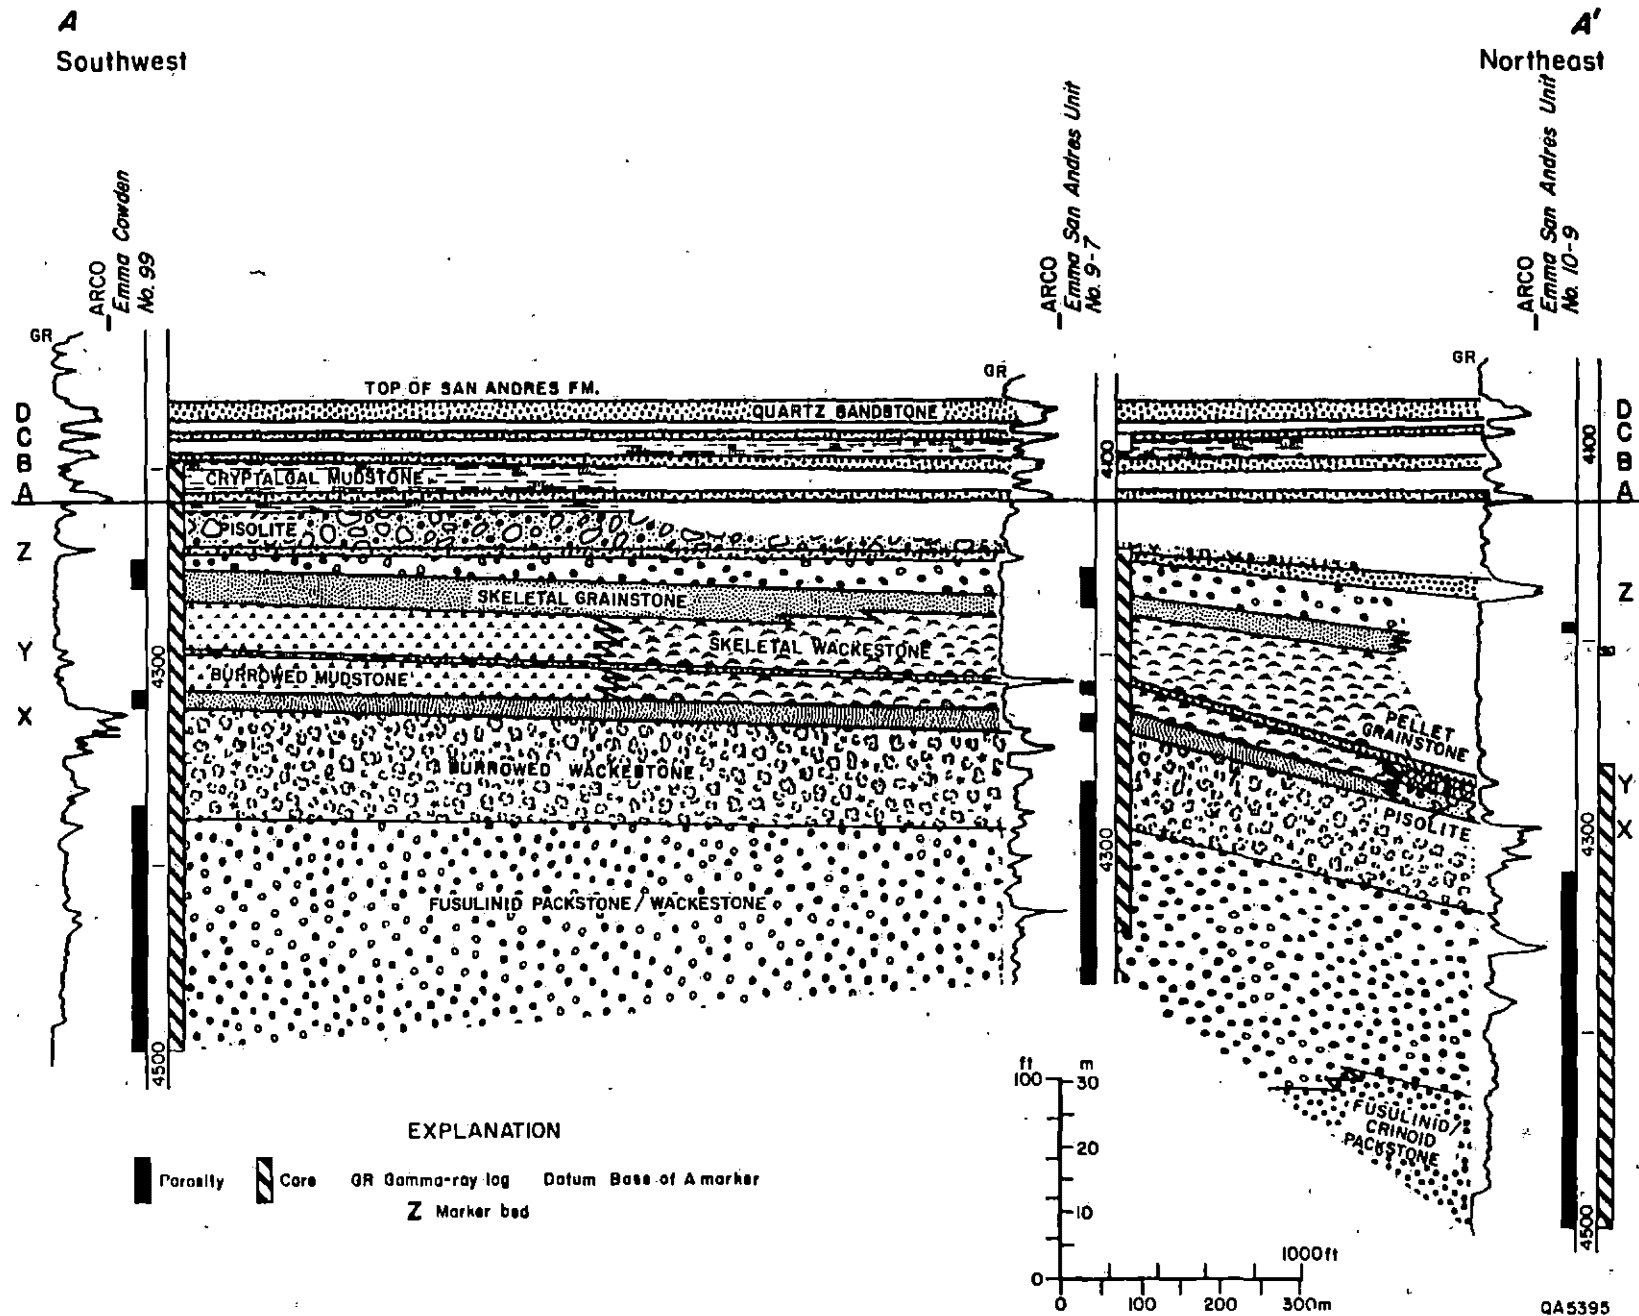 A
Southwest
A'
Northeast
ARCO
Emma Cowden
No. 99
ARCO
Emma San Andres Unit
No. 9-7
ARCO
Emma San Andres Unit
No. 10-9
GR
GR
GR
TOP OF SAN ANDRES FM.
QUARTZ SANDSTONE
D
C
B
A
Z
Y
X
D
C
B
A
Z
Y
X
CRYPTALGAL MUDSTONE
PISOLITE
SKELETAL GRAINSTONE
SKELETAL WACKESTONE
BURROWED MUDSTONE
BURROWED WACKESTONE
FUSULINID PACKSTONE/WACKESTONE
PELLET
GRAINSTONE
PISOLITE
FUSULINID/
CRINOID
PACKSTONE
4300
4500
4100
4300
4100
4300
4500
EXPLANATION
Porosity
Core
GR Gamma-ray log
Datum Base of A marker
Z Marker bed
ft
m
100
30
20
10
0
1000ft
0
100
200
300m
QA5395